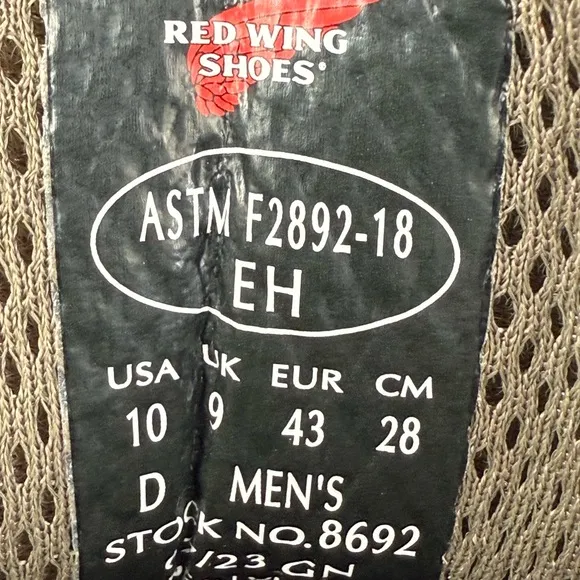 RED WING
SHOES
ASTM F2892-18
EH
USA UK EUR CM
10 9 43 28
D MEN'S
STOCK NO.8692
/23 GN